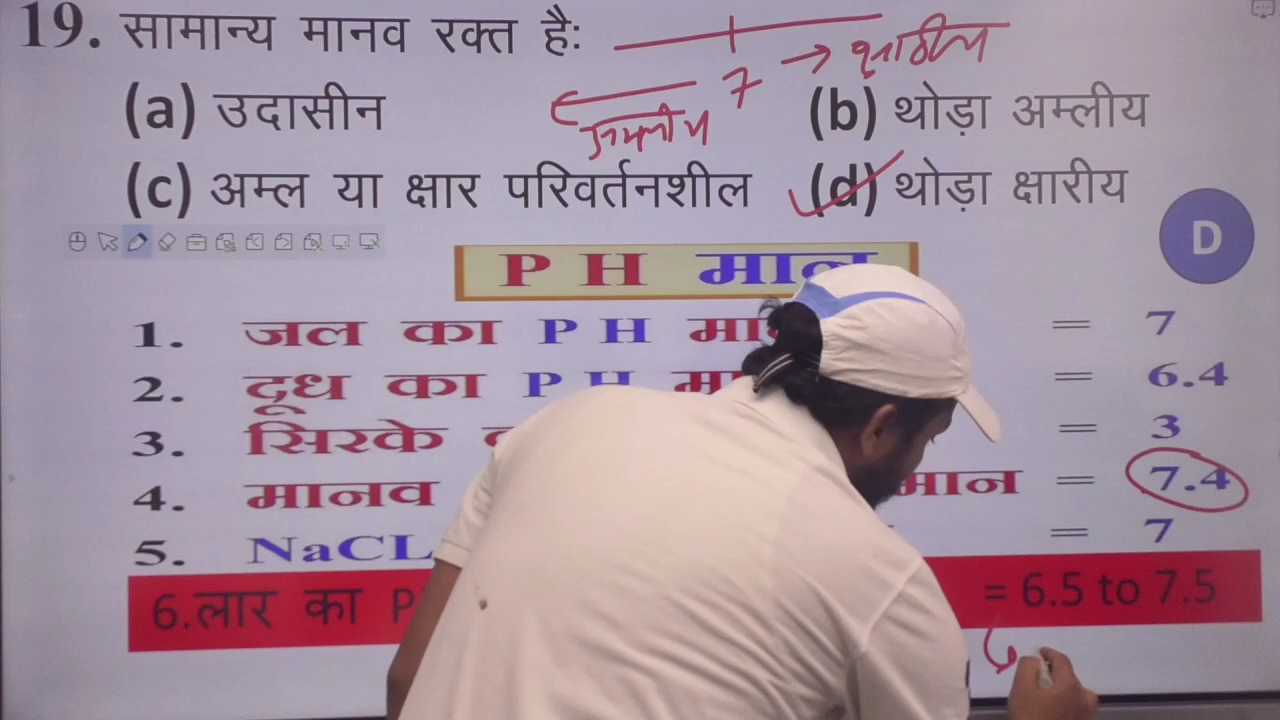 19. सामान्य मानव रक्त है:
(a) उदासीन
(b) थोड़ा अम्लीय
7 → क्षारीय
अम्लीय
(c) अम्ल या क्षार परिवर्तनशील
(d) थोड़ा क्षारीय
D
P H मान
1. जल का P H = 7
2. दूध का P H = 6.4
3. सिरके = 3
4. मानव मान = 7.4
5. NaCL = 7
6.लार का P = 6.5 to 7.5